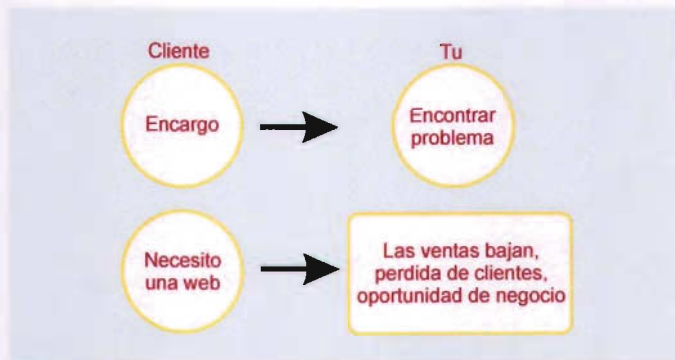 Cliente
Tu
Encargo
Encontrar
problema
Necesito
una web
Las ventas bajan,
perdida de clientes,
oportunidad de negocio